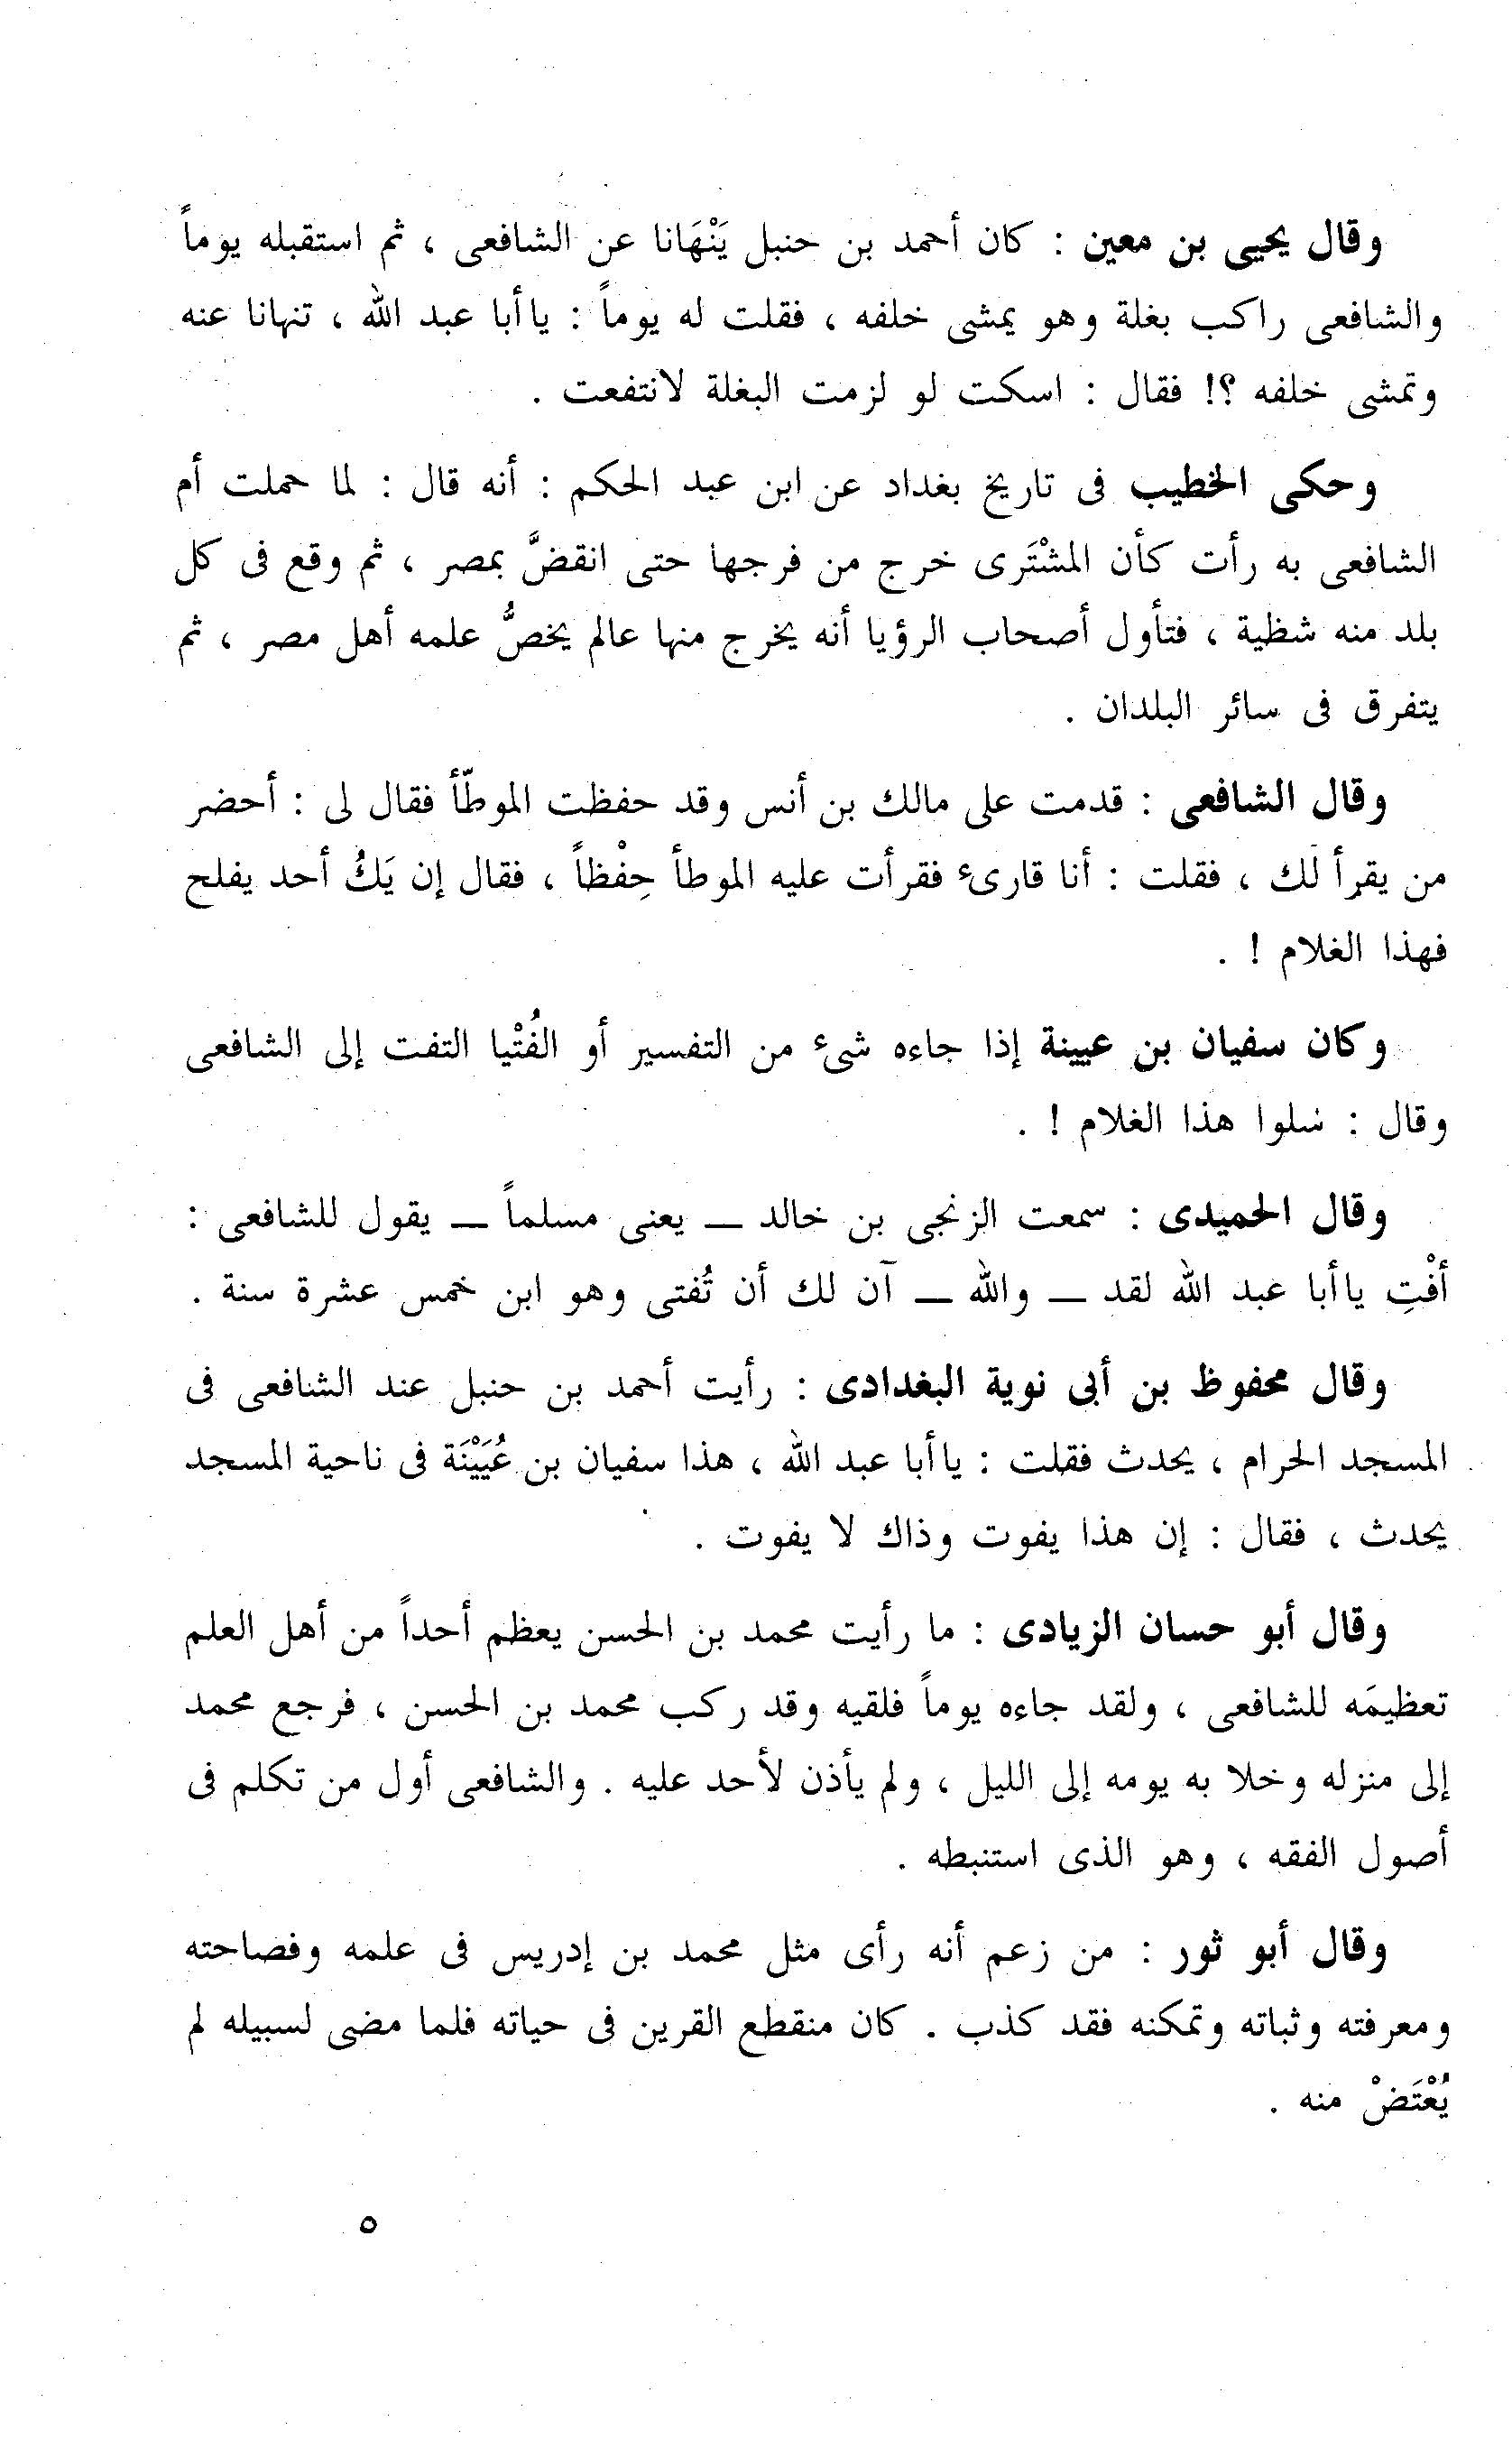 وقال يحيى بن معين : كان أحمد بن حنبل يَنْهَانا عن الشافعى ، ثم استقبله يوماً
والشافعى راكب بغلة وهو يمشى خلفه ، فقلت له يوماً : ياأبا عبد الله ، تنهانا عنه
وتمشى خلفه ؟! فقال : اسكت لو لزمت البغلة لانتفعت .
وحكى الخطيب فى تاريخ بغداد عن ابن عبد الحكم : أنه قال : لما حملت أم
الشافعى به رأت كأن المشْتَرى خرج من فرجها حتى انقضَّ بمصر ، ثم وقع فى كل
بلد منه شظية ، فتأول أصحاب الرؤيا أنه يخرج منها عالم يخصُّ علمه أهل مصر ، ثم
يتفرق فى سائر البلدان .
وقال الشافعى : قدمت على مالك بن أنس وقد حفظت الموطّأ فقال لى : أحضر
من يقرأ لك ، فقلت : أنا قارىء فقرأت عليه الموطأ حِفْظاً ، فقال إن يَكُ أحد يفلح
فهذا الغلام ! .
وكان سفيان بن عيينة إذا جاءه شىء من التفسير أو الفُتْيا التفت إلى الشافعى
وقال : سلوا هذا الغلام ! .
وقال الحميدى : سمعت الزنجى بن خالد ــ يعنى مسلماً ــ يقول للشافعى :
أفْتِ ياأبا عبد الله لقد ــ والله ــ آن لك أن تُفتى وهو ابن خمس عشرة سنة .
وقال محفوظ بن أبى نوية البغدادى : رأيت أحمد بن حنبل عند الشافعى فى
المسجد الحرام ، يحدث فقلت : ياأبا عبد الله ، هذا سفيان بن عُيَيْنَة فى ناحية المسجد
يحدث ، فقال : إن هذا يفوت وذاك لا يفوت .
وقال أبو حسان الزيادى : ما رأيت محمد بن الحسن يعظم أحداً من أهل العلم
تعظيمَه للشافعى ، ولقد جاءه يوماً فلقيه وقد ركب محمد بن الحسن ، فرجع محمد
إلى منزله وخلا به يومه إلى الليل ، ولم يأذن لأحد عليه . والشافعى أول من تكلم فى
أصول الفقه ، وهو الذى استنبطه .
وقال أبو ثور : من زعم أنه رأى مثل محمد بن إدريس فى علمه وفصاحته
ومعرفته وثباته وتمكنه فقد كذب . كان منقطع القرين فى حياته فلما مضى لسبيله لم
يُعْتَضْ منه .
٥